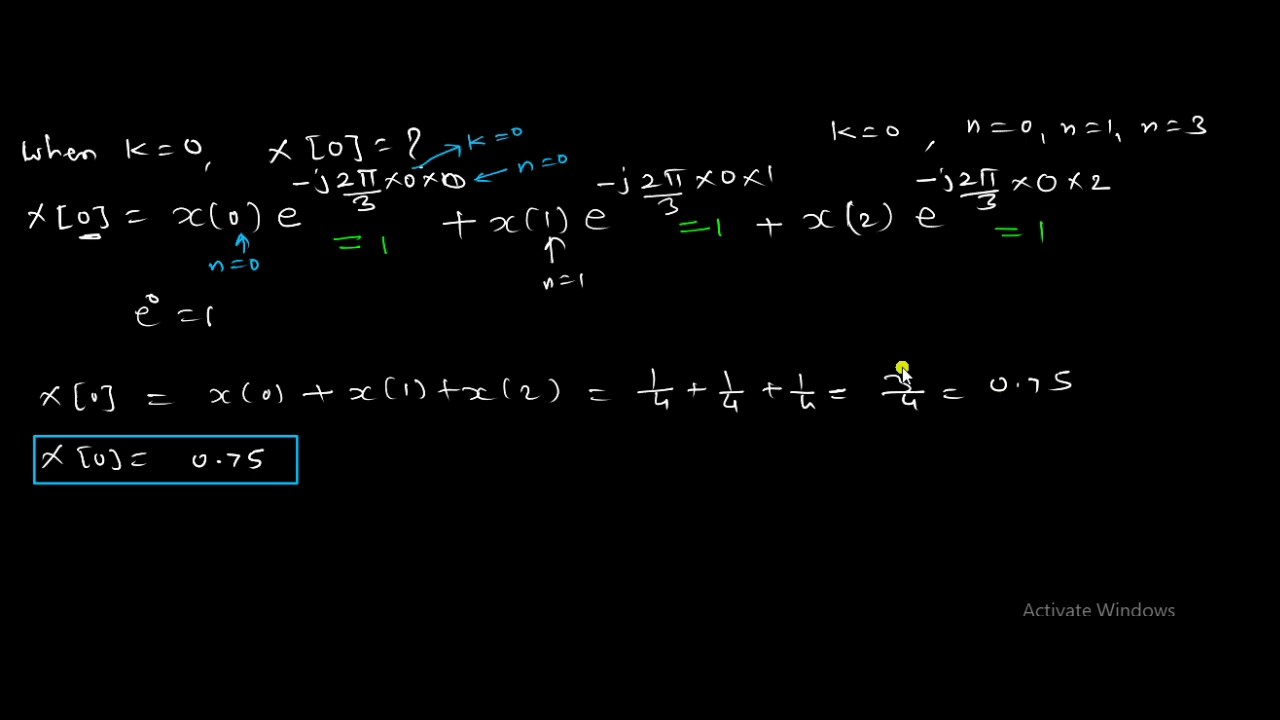 k=0, n=0, n=1, n=3
When k=0, X[0]=?
k=0
n=0
X[0] = x(0) e^{-j 2π/3 ×0×0} + x(1) e^{-j 2π/3 ×0×1} + x(2) e^{-j 2π/3 ×0×2}
=1 =1 =1
n=0
n=1
e^0 =1
X[0] = x(0) + x(1) + x(2) = 1/4 + 1/4 + 1/4 = 3/4 = 0.75
X[0] = 0.75
Activate Windows